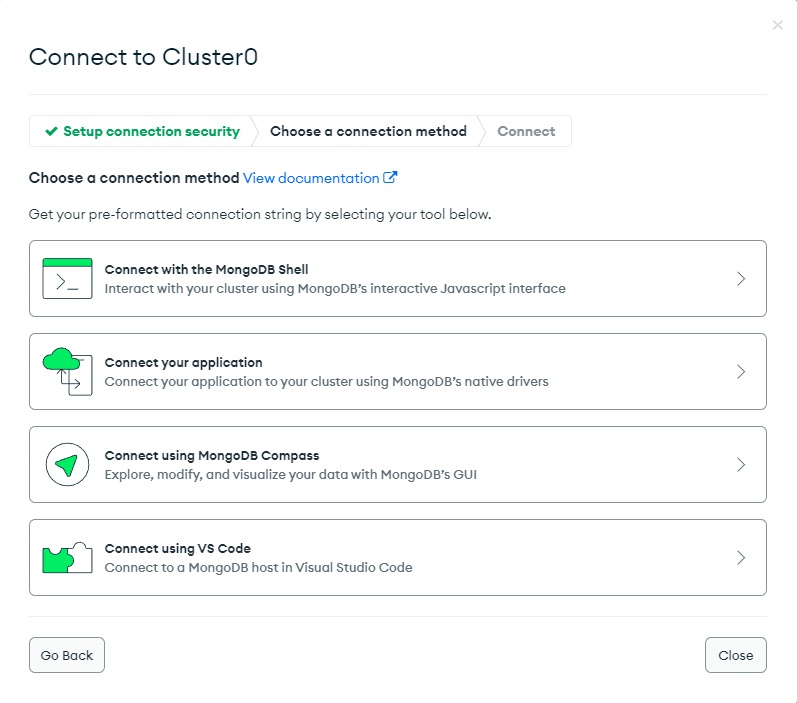 Connect to Cluster0
Setup connection security
Choose a connection method
Connect
Choose a connection method View documentation
Get your pre-formatted connection string by selecting your tool below.
Connect with the MongoDB Shell
Interact with your cluster using MongoDB's interactive Javascript interface
Connect your application
Connect your application to your cluster using MongoDB's native drivers
Connect using MongoDB Compass
Explore, modify, and visualize your data with MongoDB's GUI
Connect using VS Code
Connect to a MongoDB host in Visual Studio Code
Go Back
Close